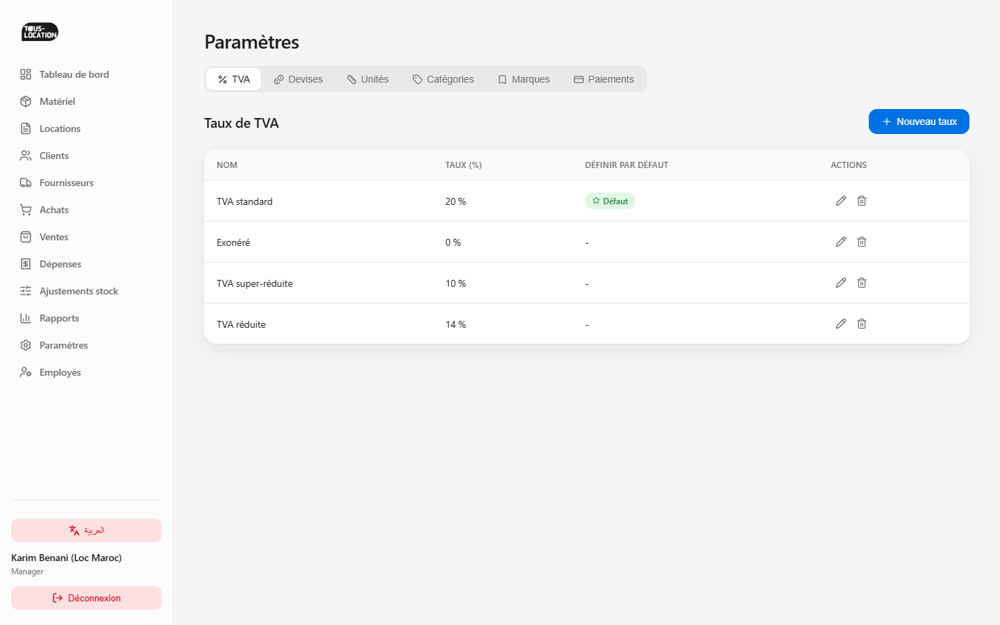 TOUS-
LOCATION
Tableau de bord
Matériel
Locations
Clients
Fournisseurs
Achats
Ventes
Dépenses
Ajustements stock
Rapports
Paramètres
Employés
العربية
Karim Benani (Loc Maroc)
Manager
Déconnexion
Paramètres
TVA Devises Unités Catégories Marques Paiements
Taux de TVA
+ Nouveau taux
NOM TAUX (%) DÉFINIR PAR DÉFAUT ACTIONS
TVA standard 20 % Défaut
Exonéré 0 % -
TVA super-réduite 10 % -
TVA réduite 14 % -